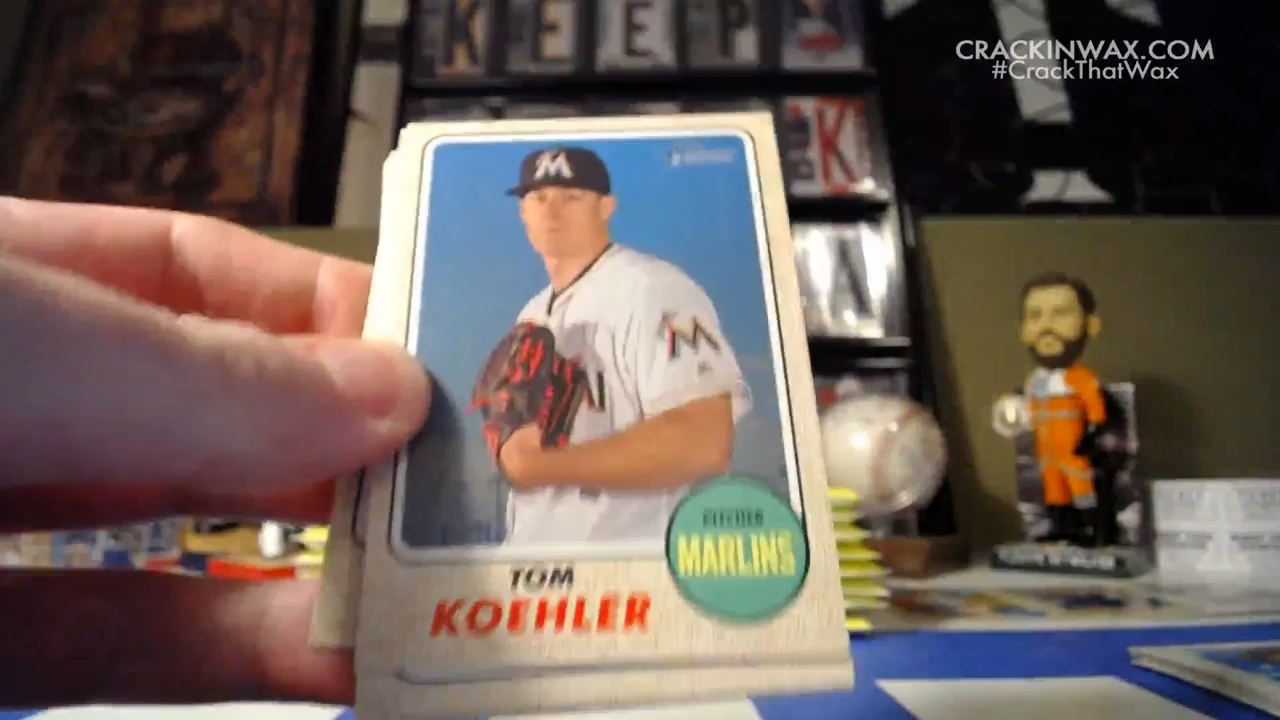 KEEP
CRACKINWAX.COM
#CrackThatWax
K
M
M
PITCHER
MARLINS
TOM
KOEHLER